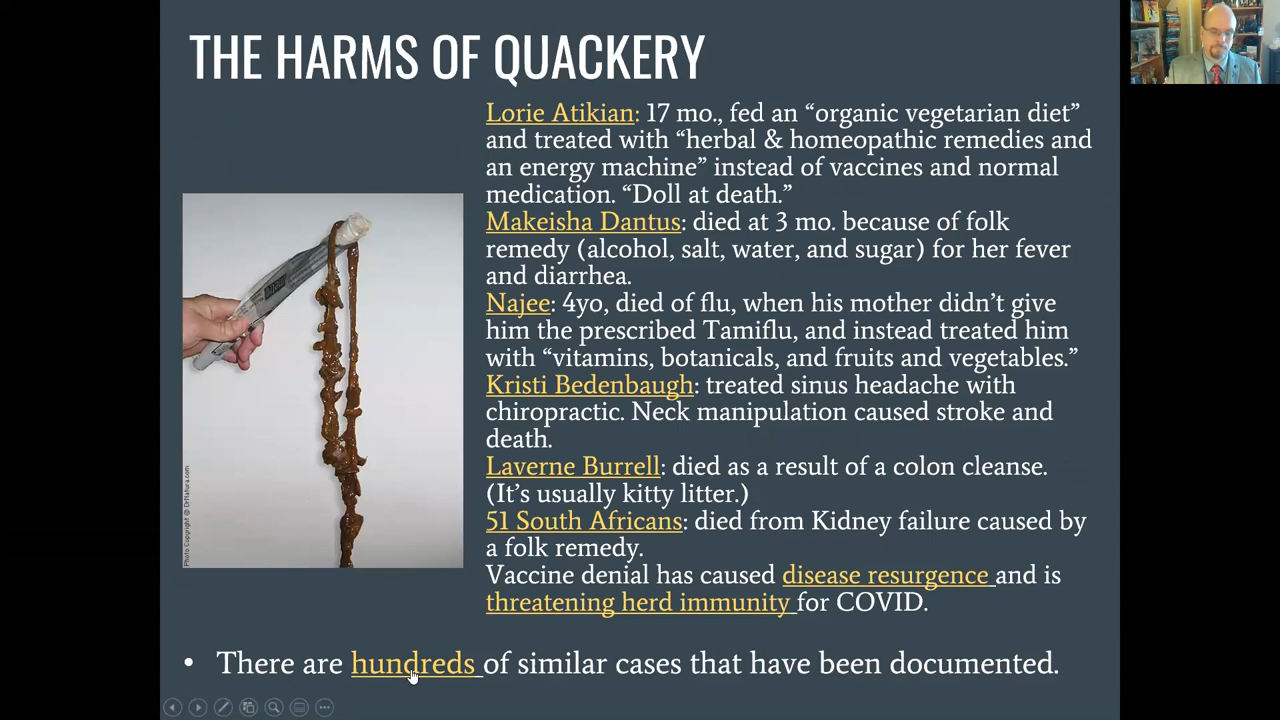 THE HARMS OF QUACKERY
Lorie Atikian: 17 mo., fed an “organic vegetarian diet”
and treated with “herbal & homeopathic remedies and
an energy machine” instead of vaccines and normal
medication. “Doll at death.”
Makeisha Dantus: died at 3 mo. because of folk
remedy (alcohol, salt, water, and sugar) for her fever
and diarrhea.
Najee: 4yo, died of flu, when his mother didn’t give
him the prescribed Tamiflu, and instead treated him
with “vitamins, botanicals, and fruits and vegetables.”
Kristi Bedenbaugh: treated sinus headache with
chiropractic. Neck manipulation caused stroke and
death.
Laverne Burrell: died as a result of a colon cleanse.
(It’s usually kitty litter.)
51 South Africans: died from Kidney failure caused by
a folk remedy.
Vaccine denial has caused disease resurgence and is
threatening herd immunity for COVID.
Photo Copyright @ DrNatura.com
• There are hundreds of similar cases that have been documented.